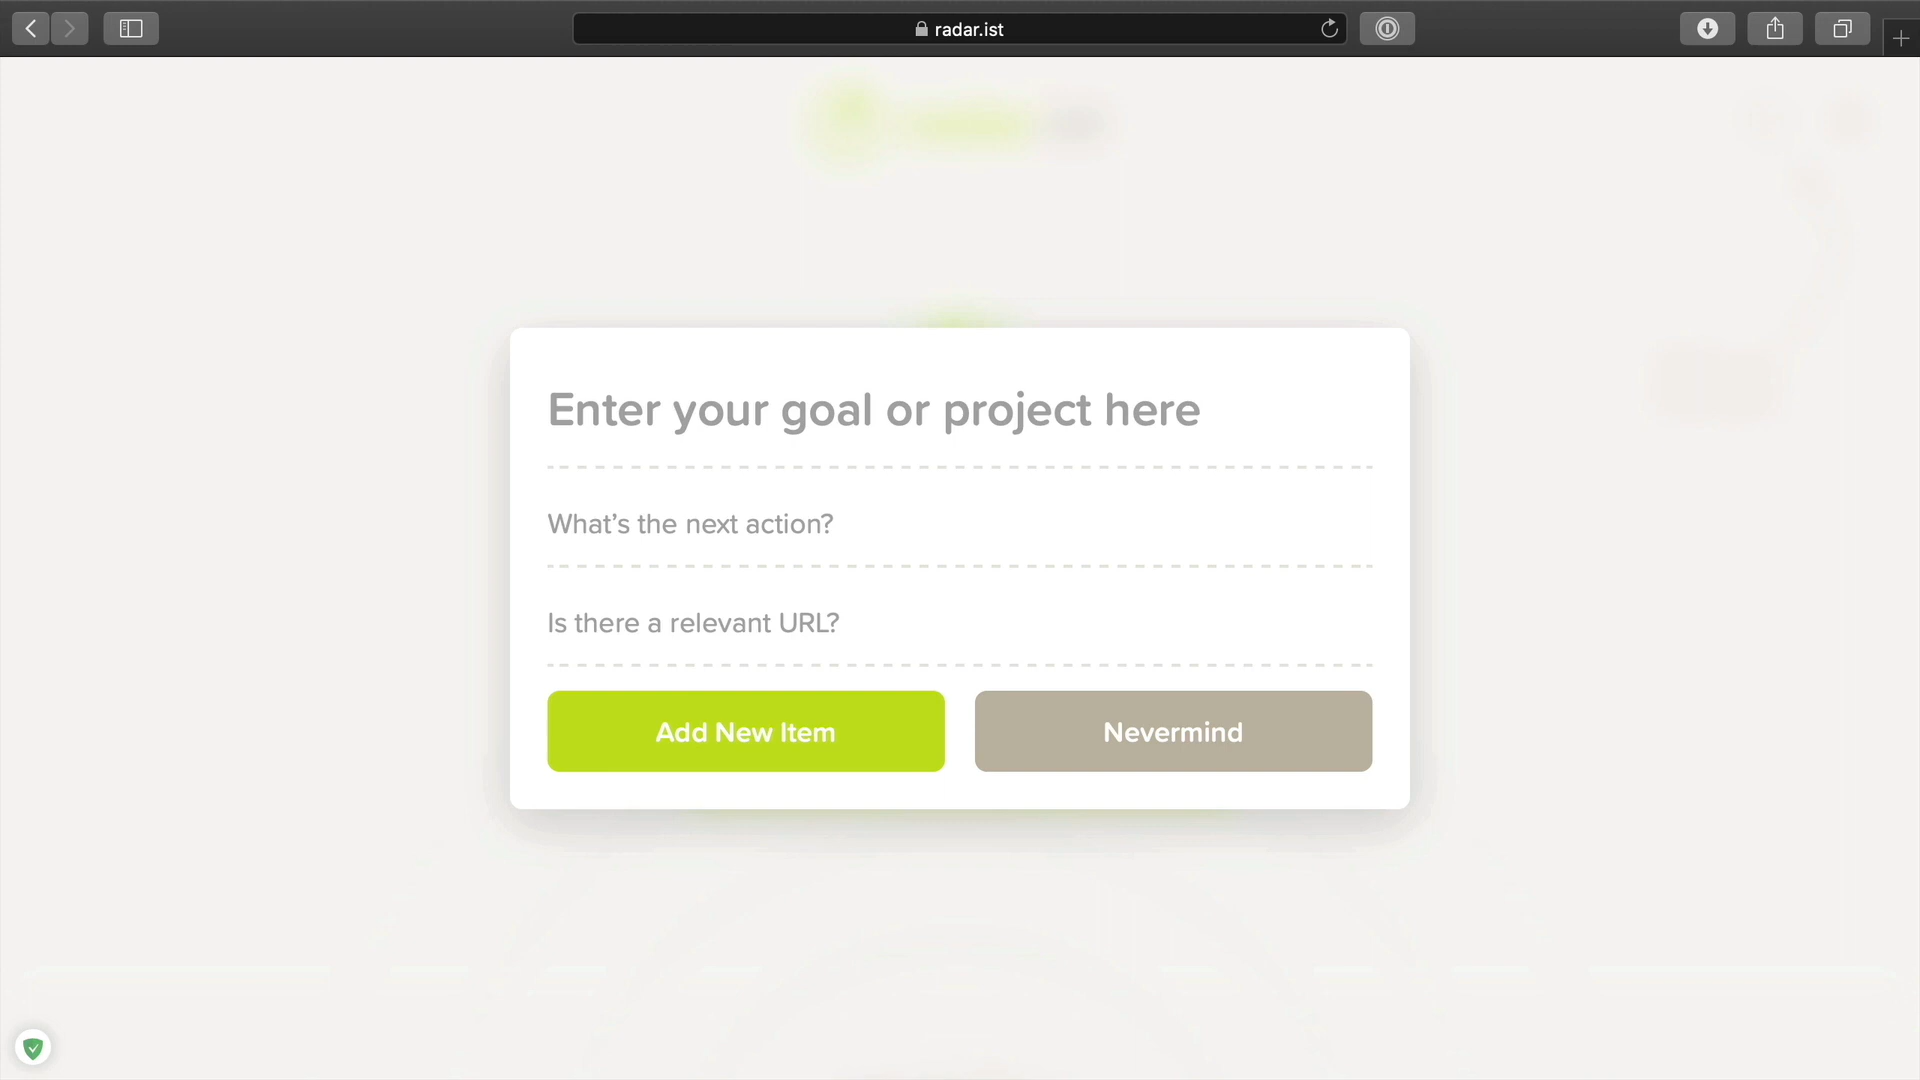 radar.ist
Enter your goal or project here
What’s the next action?
Is there a relevant URL?
Add New Item
Nevermind